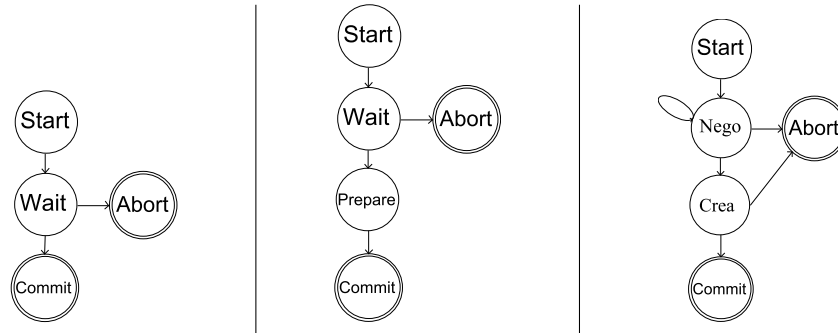 Start
Wait
Abort
Commit
Start
Wait
Abort
Prepare
Commit
Start
Nego
Abort
Crea
Commit